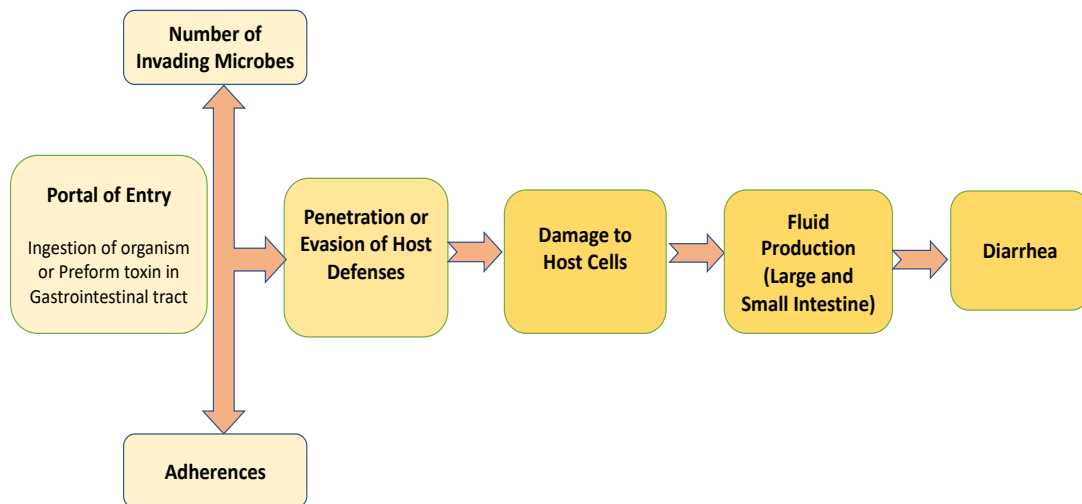 Number of
Invading Microbes
Portal of Entry
Ingestion of organism
or Preform toxin in
Gastrointestinal tract
Penetration or
Evasion of Host
Defenses
Damage to
Host Cells
Fluid
Production
(Large and
Small Intestine)
Diarrhea
Adherences